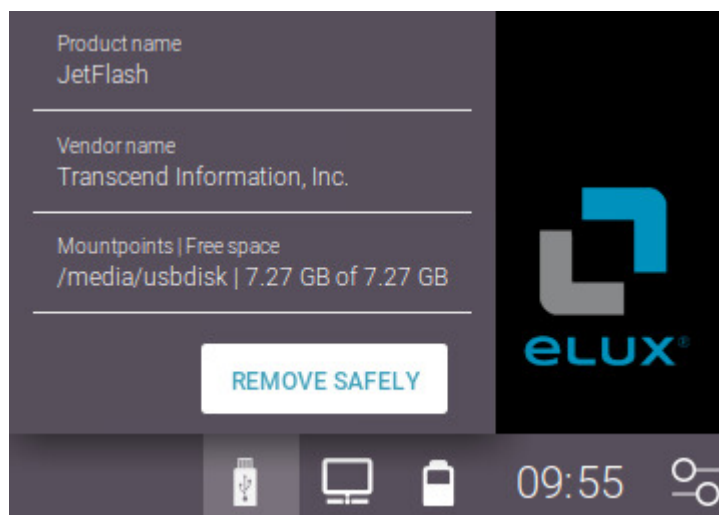 Product name
JetFlash
Vendor name
Transcend Information, Inc.
Mountpoints | Free space
/media/usbdisk | 7.27 GB of 7.27 GB
REMOVE SAFELY
eLUX®
09:55